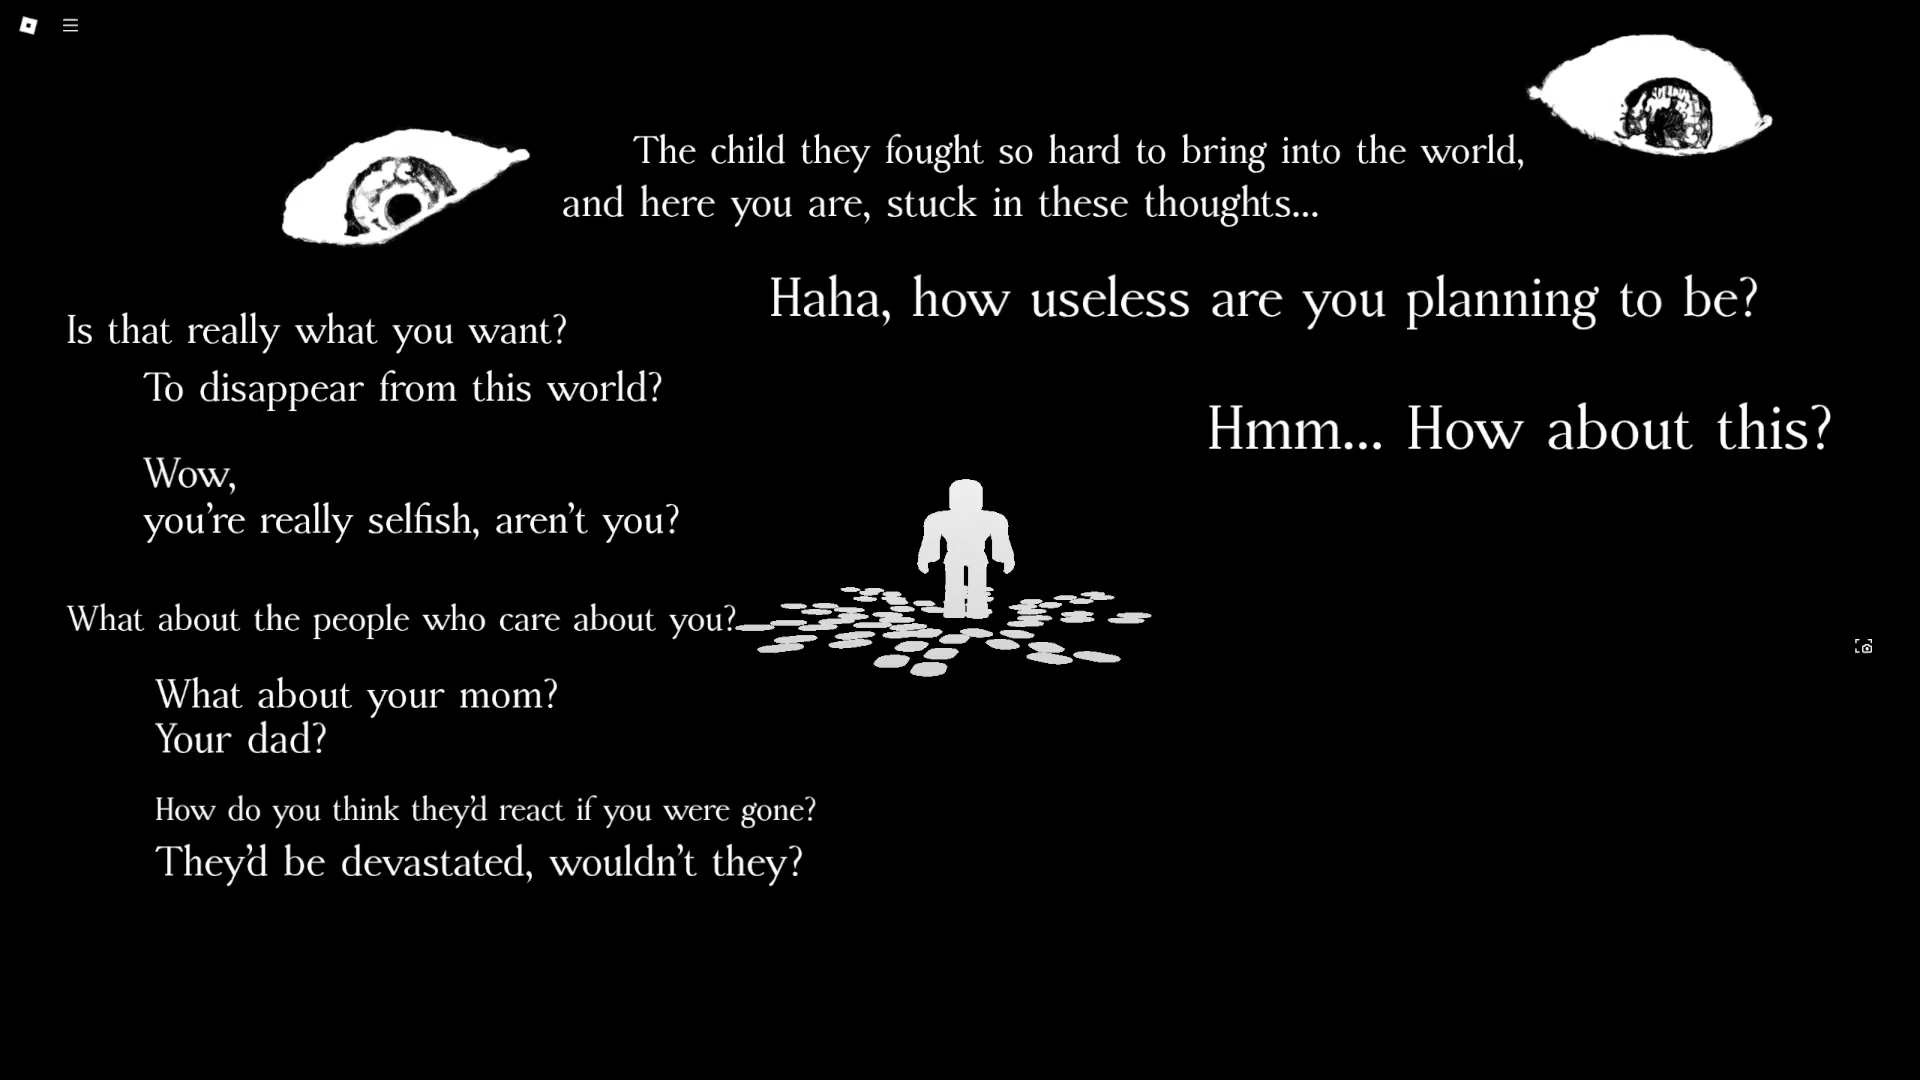 The child they fought so hard to bring into the world,
and here you are, stuck in these thoughts...
Haha, how useless are you planning to be?
Hmm... How about this?
Is that really what you want?
To disappear from this world?
Wow,
you're really selfish, aren't you?
What about the people who care about you?
What about your mom?
Your dad?
How do you think they'd react if you were gone?
They'd be devastated, wouldn't they?